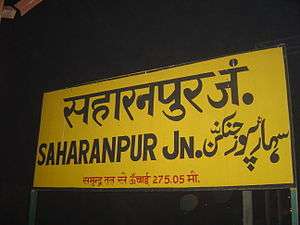 सहारनपुर जं.
SAHARANPUR JN. سہارنپور جنکشن
समुन्द्र तल से ऊँचाई 275.05 मी.